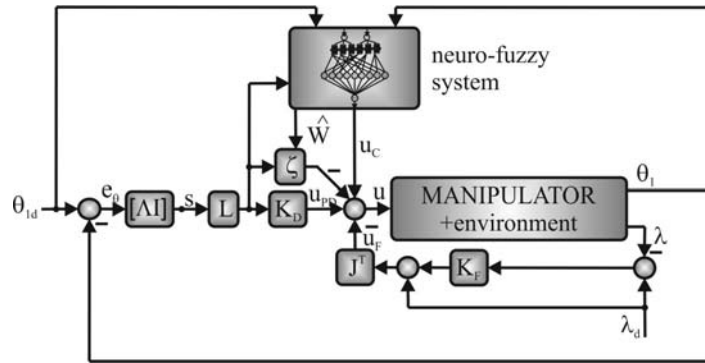 neuro-fuzzy
system
Ŵ
u_C
ζ
θ_1d
e_θ
[ΛI]
s
L
K_D
u_PD
u
MANIPULATOR
+environment
θ_1
λ
u_F
J^T
K_F
λ_d